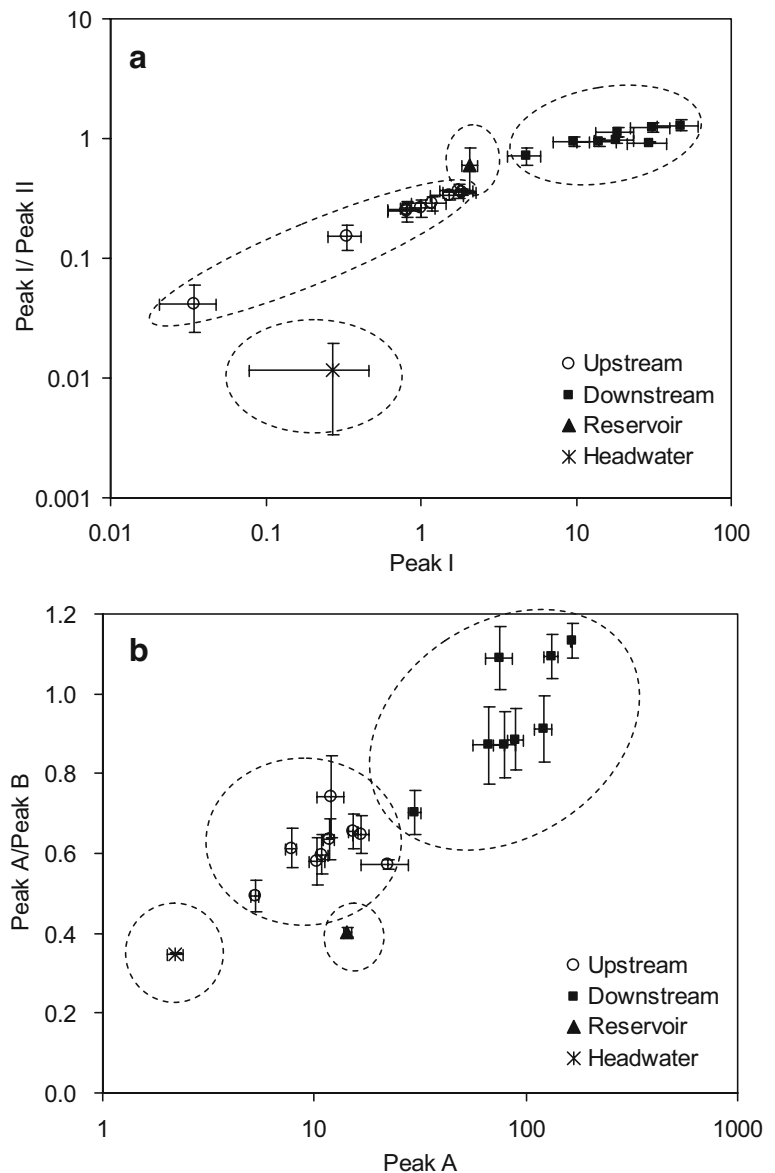 a
10
1
0.1
0.01
0.001
Peak I/ Peak II
0.01 0.1 1 10 100
Peak I
Upstream
Downstream
Reservoir
Headwater
b
1.2
1.0
0.8
0.6
0.4
0.2
0.0
Peak A/Peak B
1 10 100 1000
Peak A
Upstream
Downstream
Reservoir
Headwater